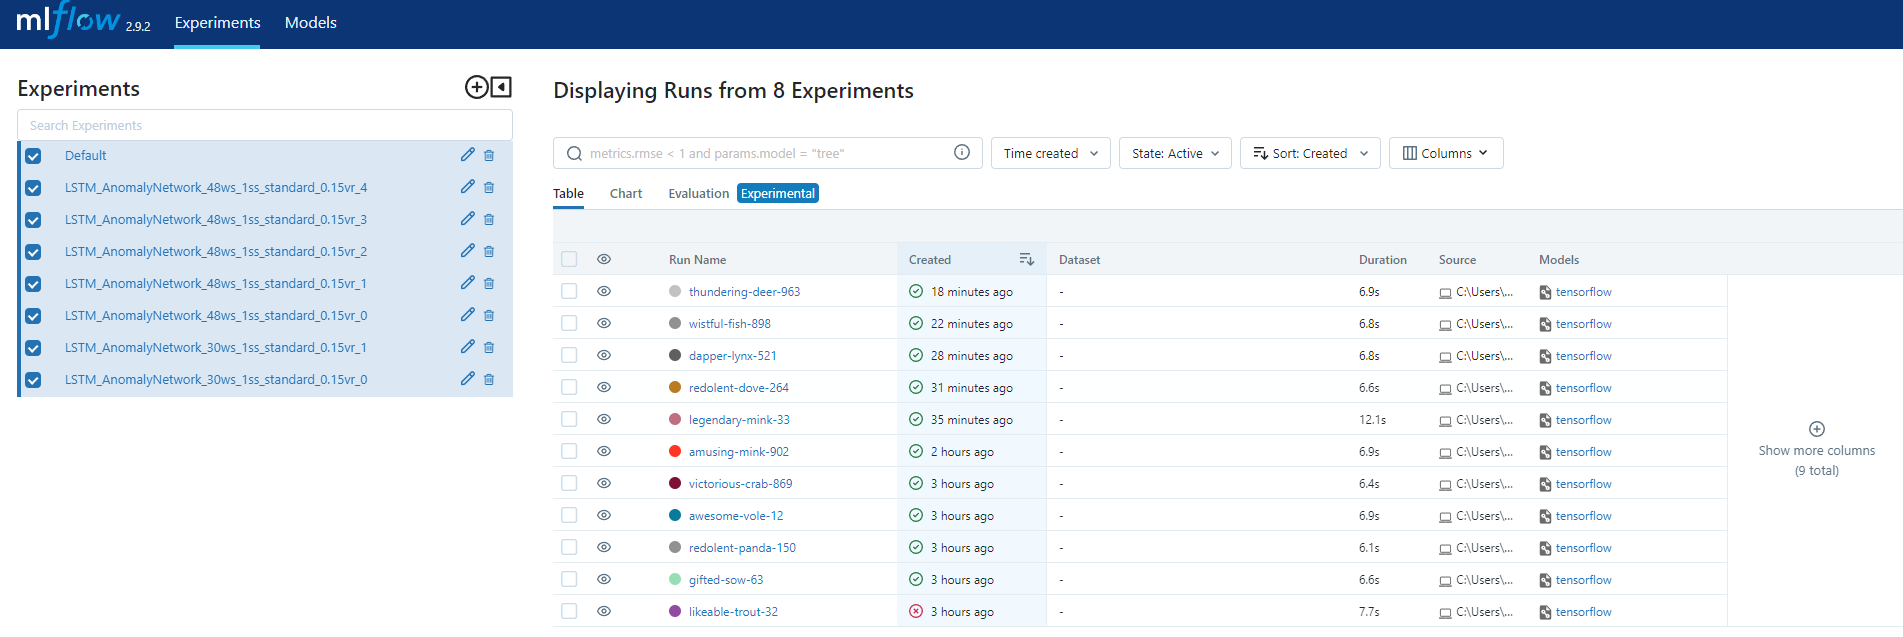 mlflow 2.9.2 Experiments Models
Experiments
Search Experiments
Default
LSTM_AnomalyNetwork_48ws_1ss_standard_0.15vr_4
LSTM_AnomalyNetwork_48ws_1ss_standard_0.15vr_3
LSTM_AnomalyNetwork_48ws_1ss_standard_0.15vr_2
LSTM_AnomalyNetwork_48ws_1ss_standard_0.15vr_1
LSTM_AnomalyNetwork_48ws_1ss_standard_0.15vr_0
LSTM_AnomalyNetwork_30ws_1ss_standard_0.15vr_1
LSTM_AnomalyNetwork_30ws_1ss_standard_0.15vr_0
Displaying Runs from 8 Experiments
metrics.rmse < 1 and params.model = "tree" Time created State: Active Sort: Created Columns
Table Chart Evaluation Experimental
Run Name Created Dataset Duration Source Models
thundering-deer-963 18 minutes ago - 6.9s C:\Users\... tensorflow
wistful-fish-898 22 minutes ago - 6.8s C:\Users\... tensorflow
dapper-lynx-521 28 minutes ago - 6.8s C:\Users\... tensorflow
redolent-dove-264 31 minutes ago - 6.6s C:\Users\... tensorflow
legendary-mink-33 35 minutes ago - 12.1s C:\Users\... tensorflow
amusing-mink-902 2 hours ago - 6.9s C:\Users\... tensorflow
victorious-crab-869 3 hours ago - 6.4s C:\Users\... tensorflow
awesome-vole-12 3 hours ago - 6.9s C:\Users\... tensorflow
redolent-panda-150 3 hours ago - 6.1s C:\Users\... tensorflow
gifted-sow-63 3 hours ago - 6.6s C:\Users\... tensorflow
likeable-trout-32 3 hours ago - 7.7s C:\Users\... tensorflow
Show more columns
(9 total)